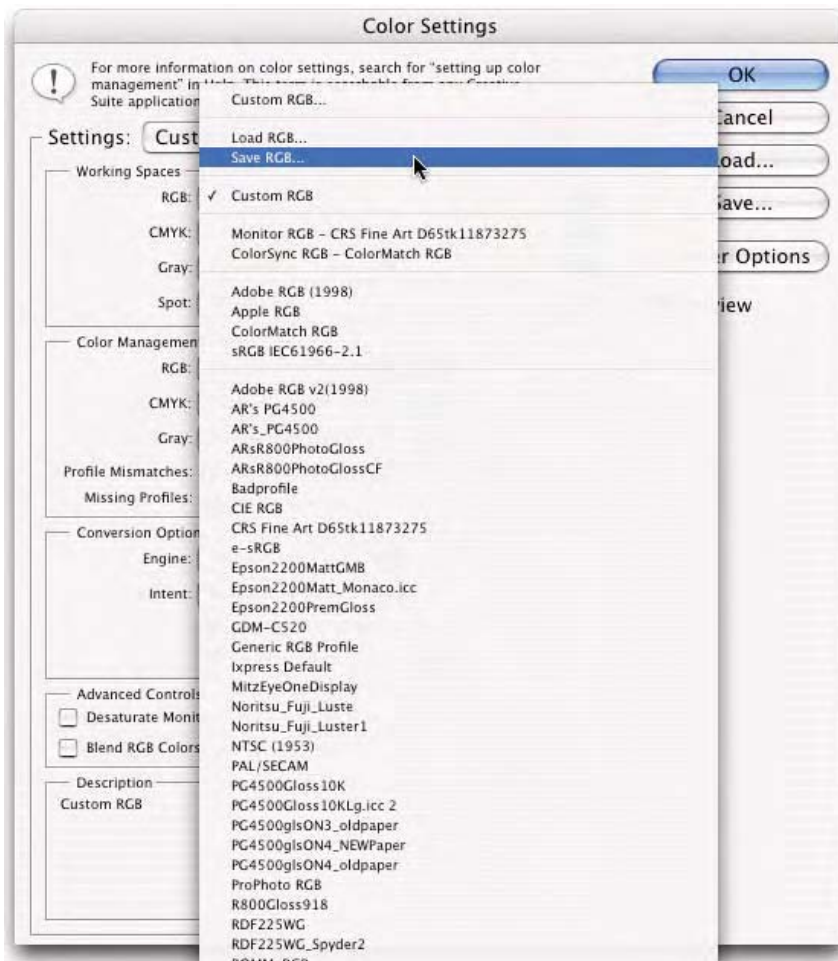 Color Settings
For more information on color settings, search for "setting up color
management" in
Suite application
OK
Cancel
Load...
Save...
Options
Settings: Cust
Working Spaces
RGB:
CMYK:
Gray:
Spot:
Color Managemen
RGB:
CMYK:
Gray:
Profile Mismatches:
Missing Profiles:
Conversion Option
Engine:
Intent:
Advanced Controls
Desaturate Monit
Blend RGB Colors
Description
Custom RGB
Custom RGB...
Load RGB...
Save RGB...
✓ Custom RGB
Monitor RGB - CRS Fine Art D65tk11873275
ColorSync RGB - ColorMatch RGB
Adobe RGB (1998)
Apple RGB
ColorMatch RGB
sRGB IEC61966-2.1
Adobe RGB v2(1998)
AR's PG4500
AR's_PG4500
ARsR800PhotoGloss
ARsR800PhotoGlossCF
Badprofile
CIE RGB
CRS Fine Art D65tk11873275
e-sRGB
Epson2200MattGMB
Epson2200Matt_Monaco.icc
Epson2200PremGloss
GDM-C520
Generic RGB Profile
Ixpress Default
MitzEyeOneDisplay
Noritsu_Fuji_Luste
Noritsu_Fuji_Luster1
NTSC (1953)
PAL/SECAM
PG4500Gloss10K
PG4500Gloss10KLg.icc 2
PG4500glsON3_oldpaper
PG4500glsON4_NEWPaper
PG4500glsON4_oldpaper
ProPhoto RGB
R800Gloss918
RDF225WG
RDF225WG_Spyder2